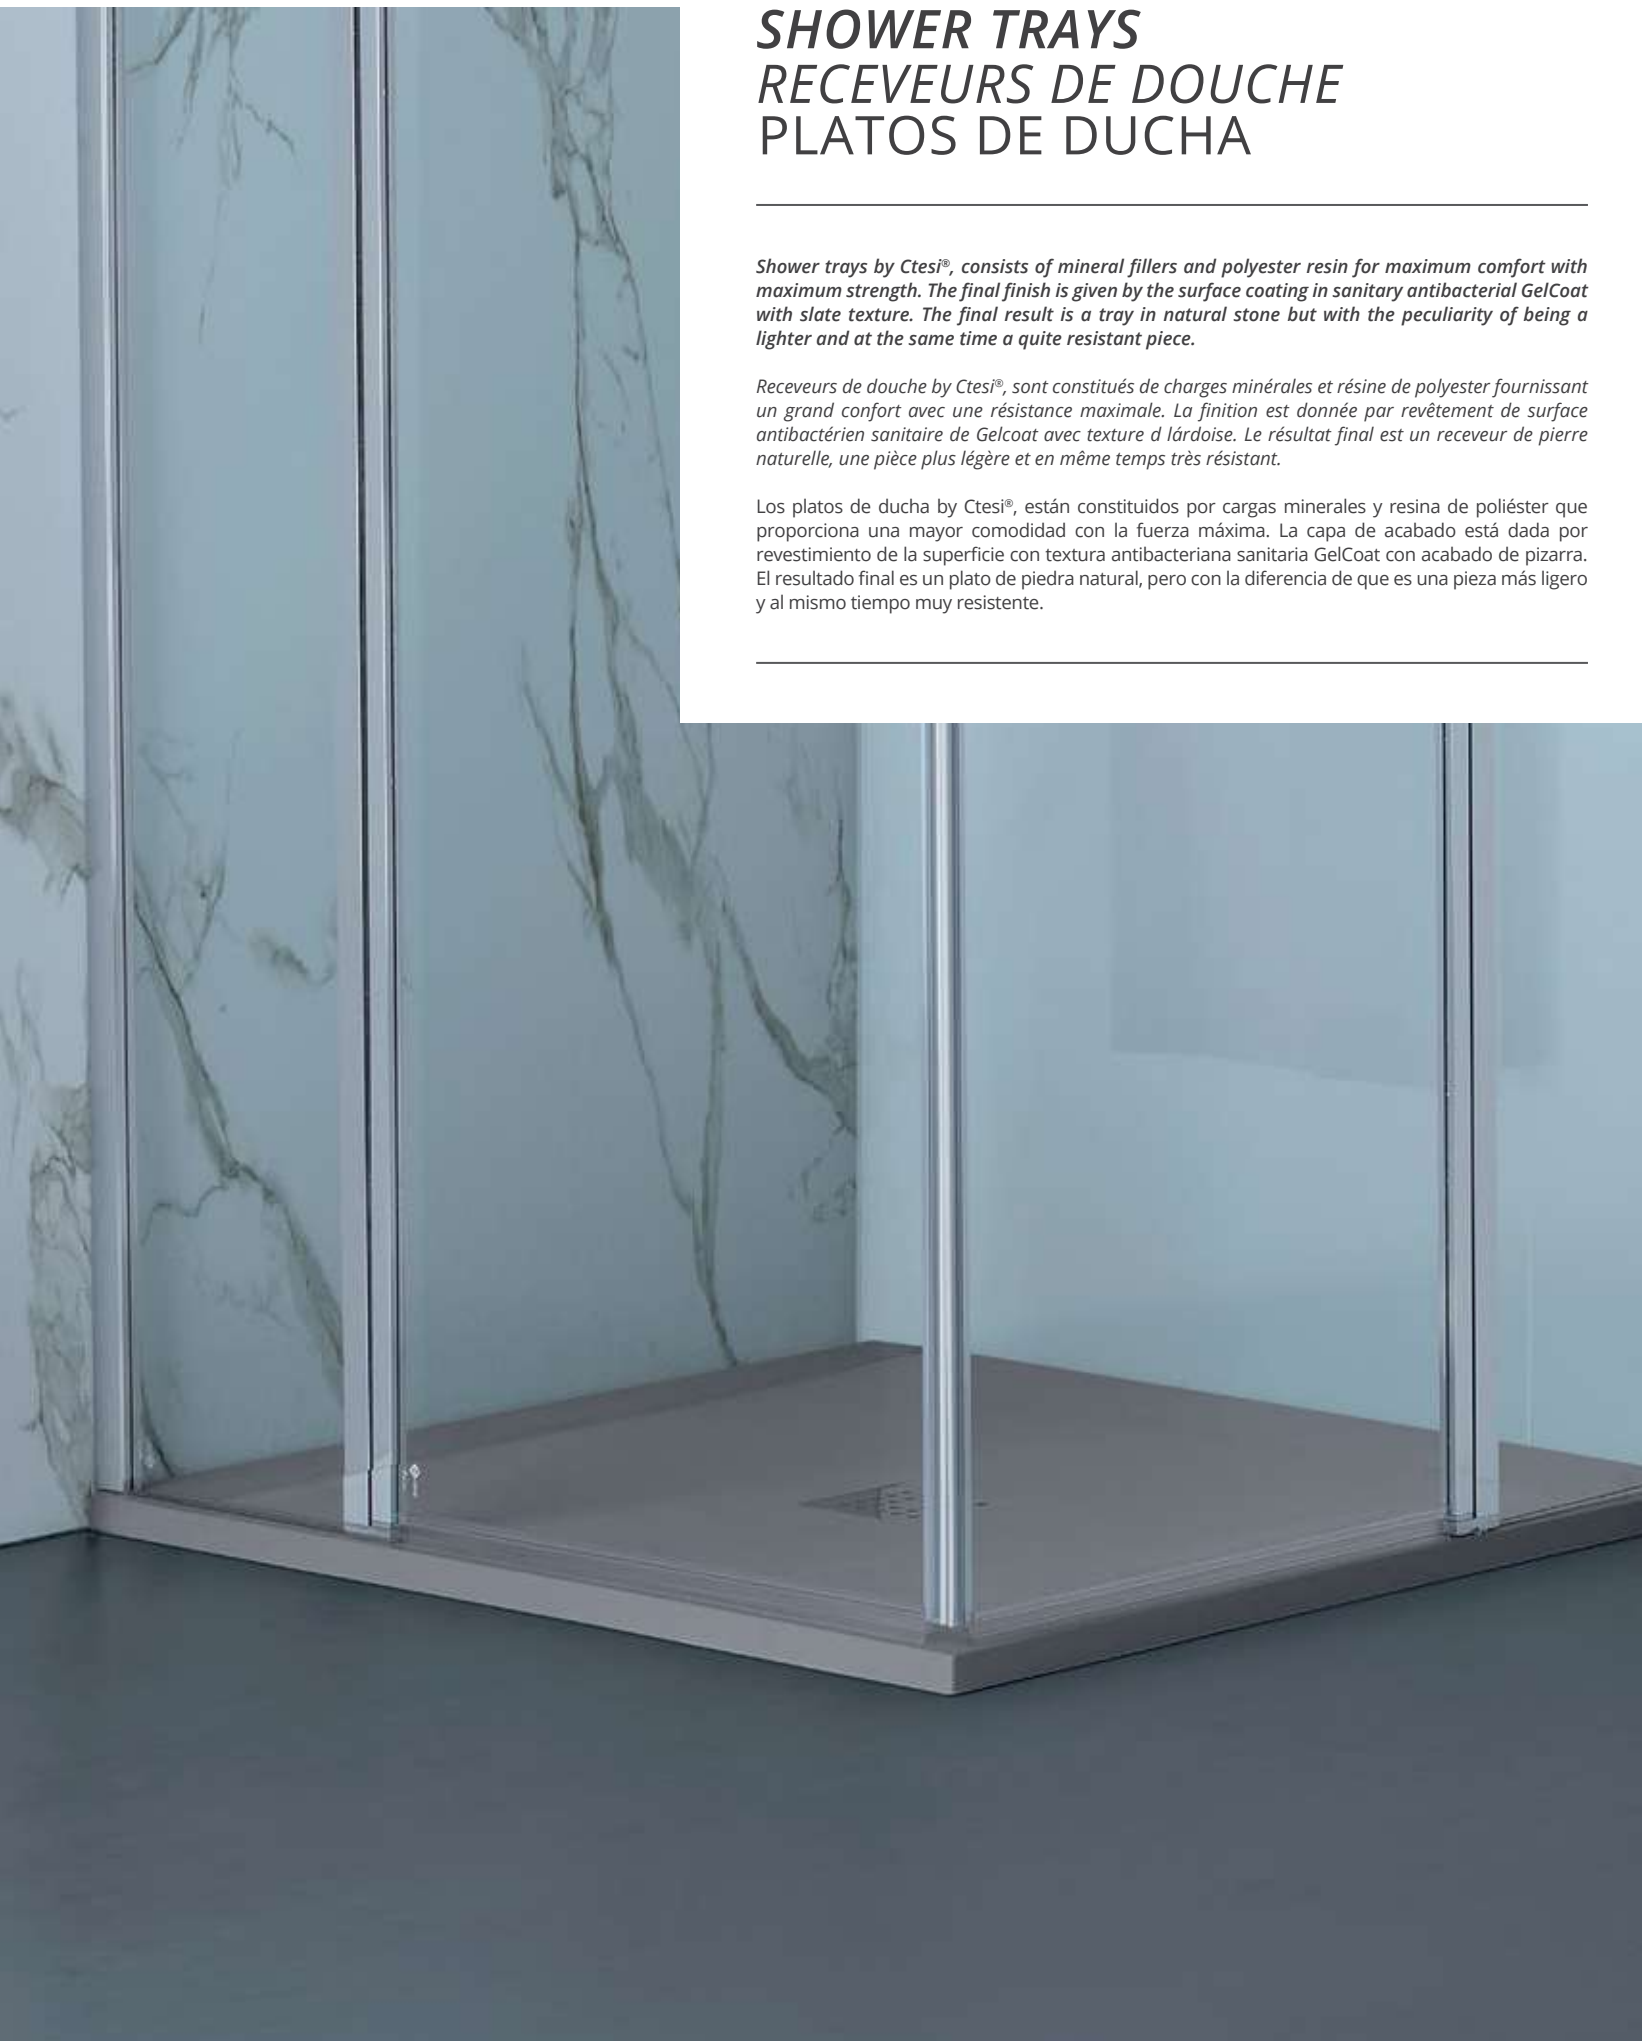 SHOWER TRAYS
RECEVEURS DE DOUCHE
PLATOS DE DUCHA
Shower trays by Ctesi®, consists of mineral fillers and polyester resin for maximum comfort with
maximum strength. The final finish is given by the surface coating in sanitary antibacterial GelCoat
with slate texture. The final result is a tray in natural stone but with the peculiarity of being a
lighter and at the same time a quite resistant piece.
Receveurs de douche by Ctesi®, sont constitués de charges minérales et résine de polyester fournissant
un grand confort avec une résistance maximale. La finition est donnée par revêtement de surface
antibactérien sanitaire de Gelcoat avec texture d lárdoise. Le résultat final est un receveur de pierre
naturelle, une pièce plus légère et en même temps très résistant.
Los platos de ducha by Ctesi®, están constituidos por cargas minerales y resina de poliéster que
proporciona una mayor comodidad con la fuerza máxima. La capa de acabado está dada por
revestimiento de la superficie con textura antibacteriana sanitaria GelCoat con acabado de pizarra.
El resultado final es un plato de piedra natural, pero con la diferencia de que es una pieza más ligero
y al mismo tiempo muy resistente.